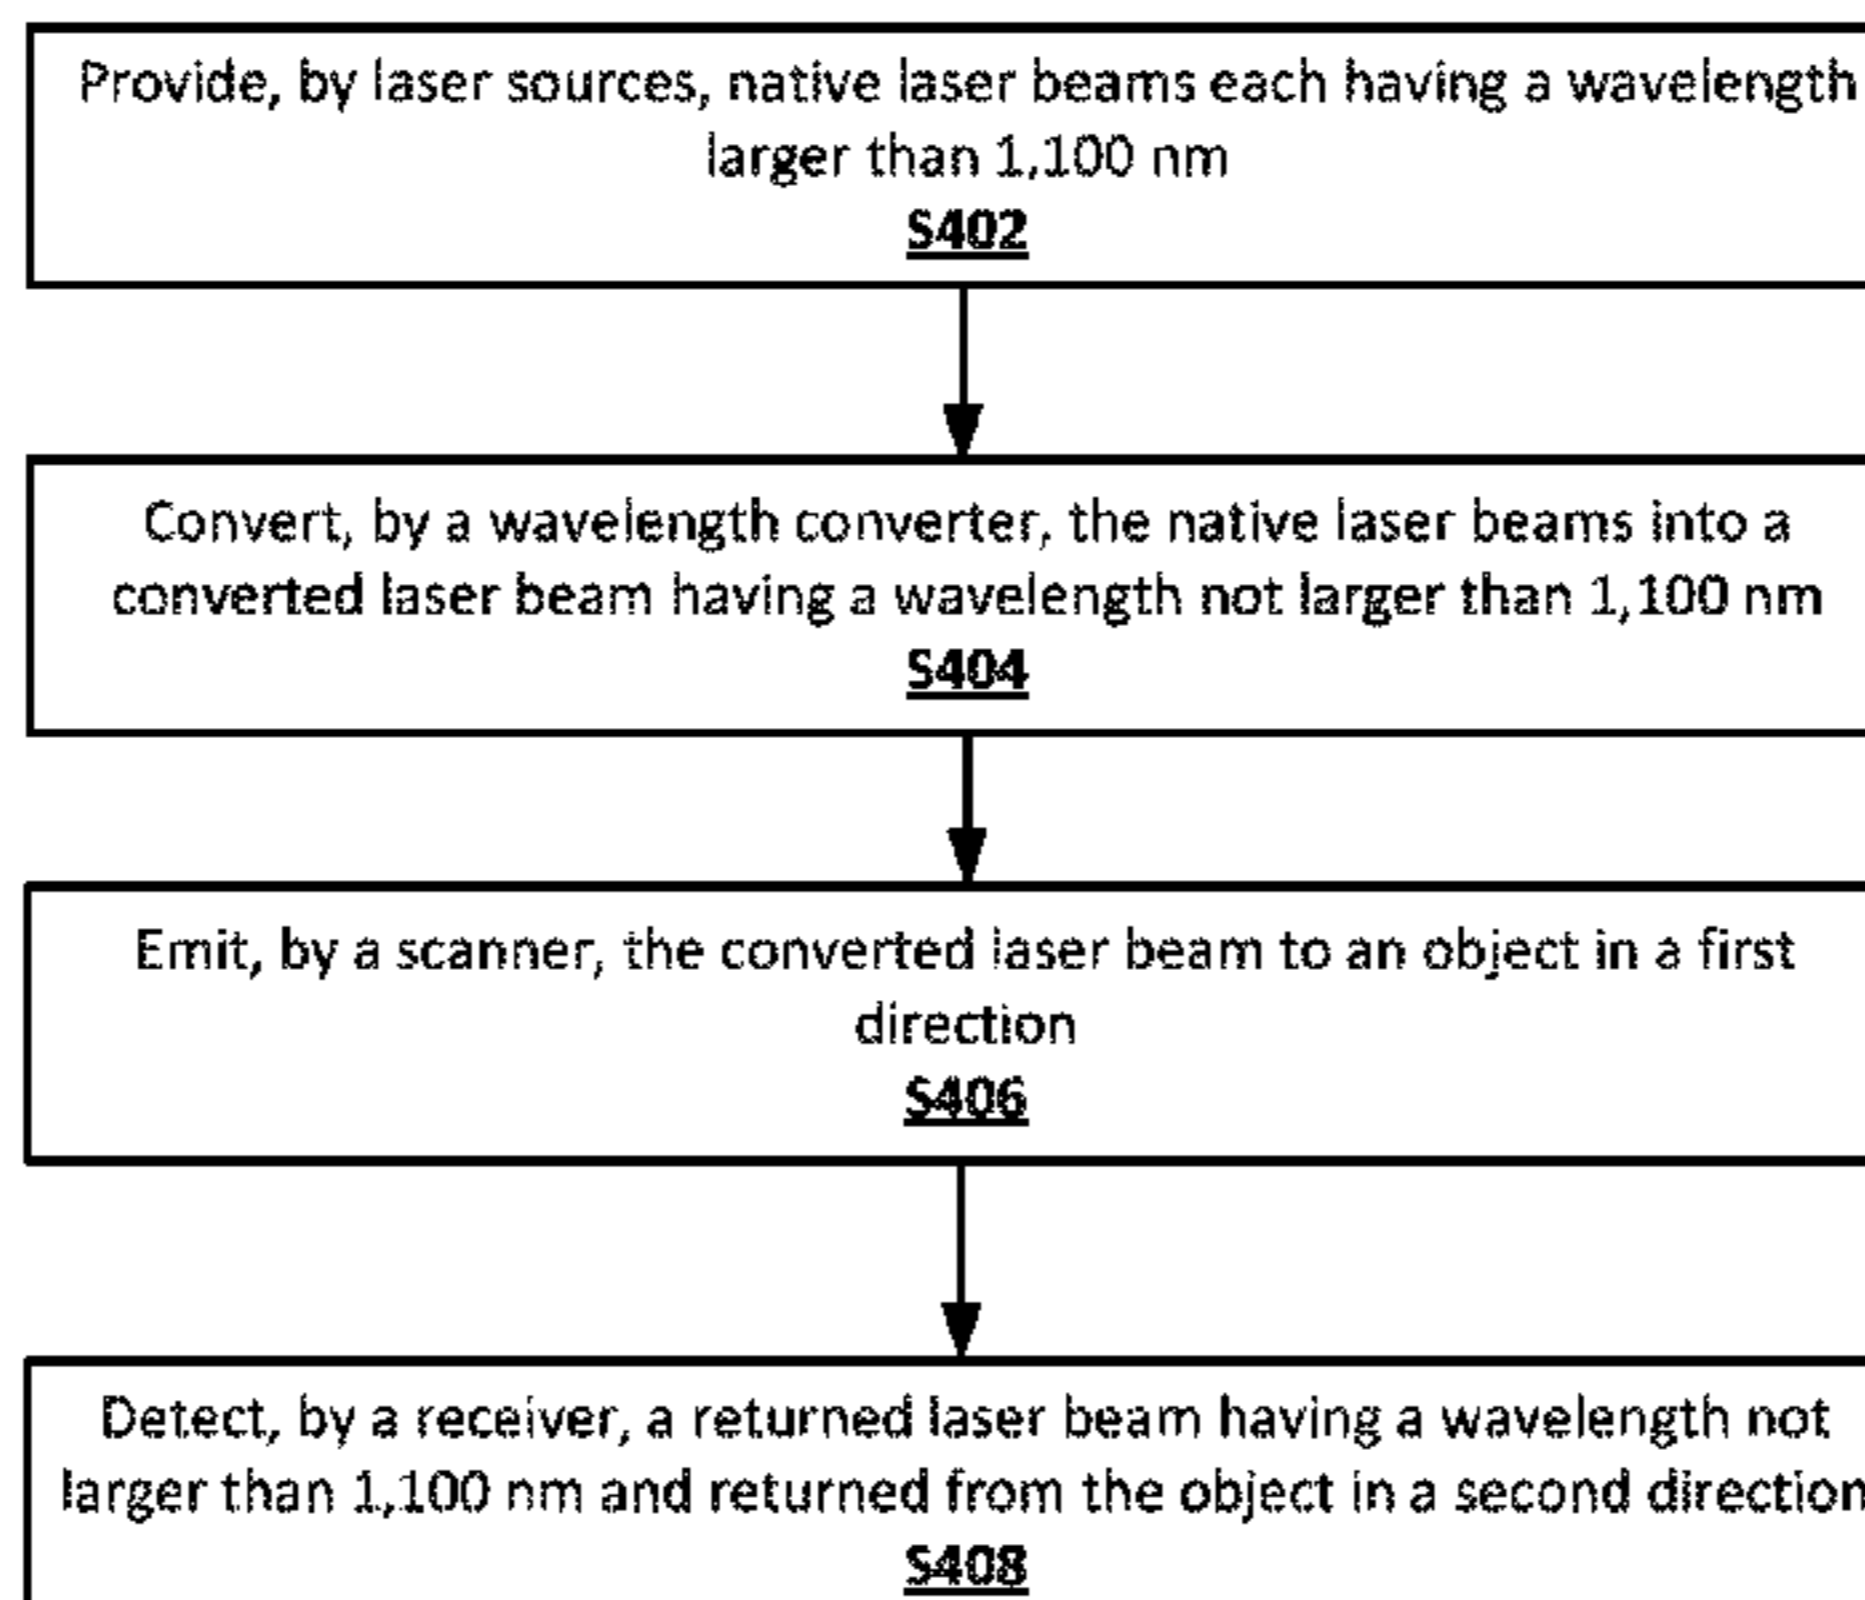 Provide, by laser sources, native laser beams each having a wavelength
larger than 1,100 nm
S402
Convert, by a wavelength converter, the native laser beams into a
converted laser beam having a wavelength not larger than 1,100 nm
S404
Emit, by a scanner, the converted laser beam to an object in a first
direction
S406
Detect, by a receiver, a returned laser beam having a wavelength not
larger than 1,100 nm and returned from the object in a second direction
S408